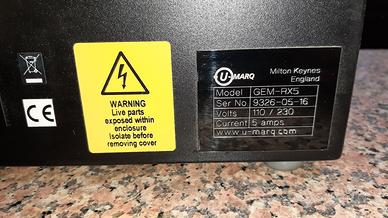 CE
WARNING
Live parts
exposed within
enclosure
isolate before
removing cover
U-MARQ
Milton Keynes
England
Model GEM-RX5
Ser No 9326-05-16
Volts 110 / 230
Current 5 amps
www.u-marq.com